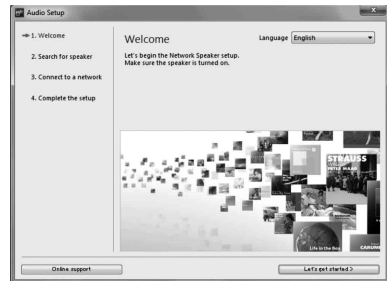 Audio Setup
1. Welcome
2. Search for speaker
3. Connect to a network
4. Complete the setup
Welcome
Language English
Let's begin the Network Speaker setup.
Make sure the speaker is turned on.
STRAUSS
PETER MAAG
Life in the Box
Online support
Let's get started >